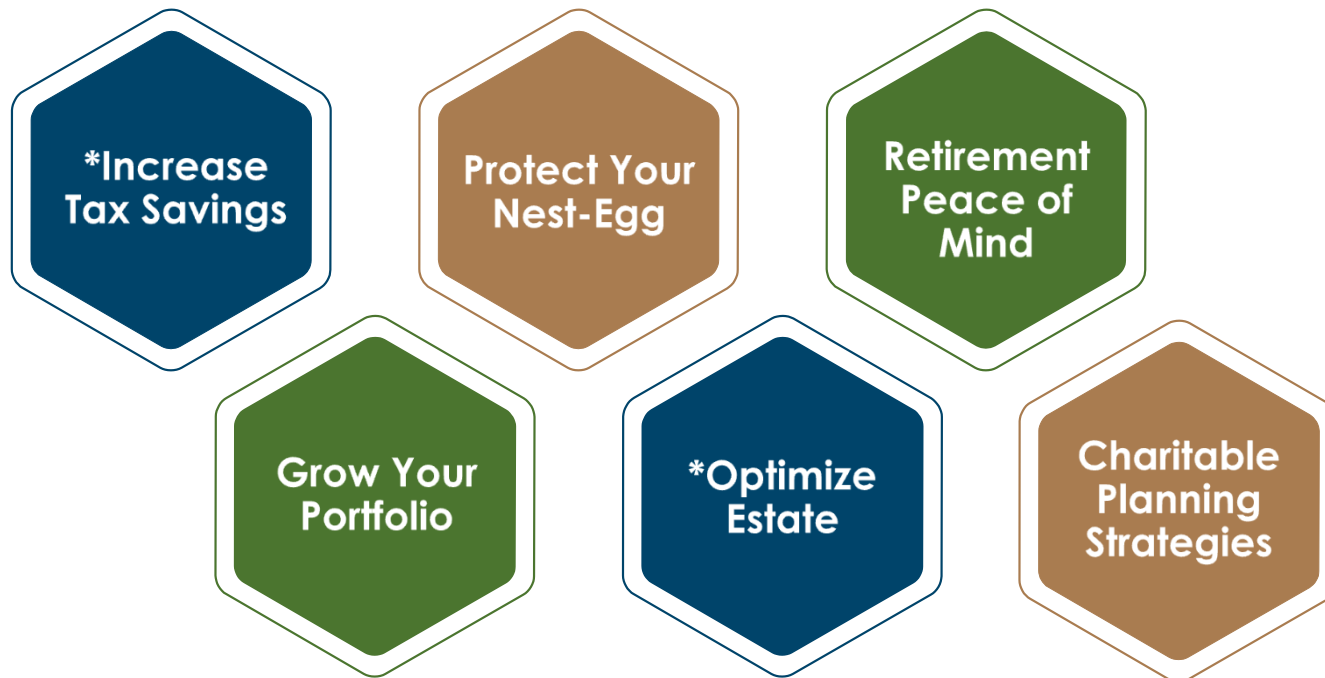 *Increase
Tax Savings
Protect Your
Nest-Egg
Retirement
Peace of
Mind
Grow Your
Portfolio
*Optimize
Estate
Charitable
Planning
Strategies